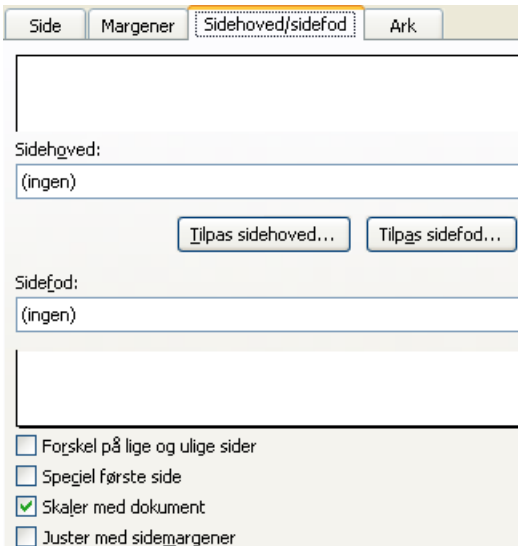 Side Margener Sidehoved/sidefod Ark
Sidehoved:
(ingen)
Tilpas sidehoved... Tilpas sidefod...
Sidefod:
(ingen)
Forskel på lige og ulige sider
Speciel første side
Skaler med dokument
Juster med sidemargener